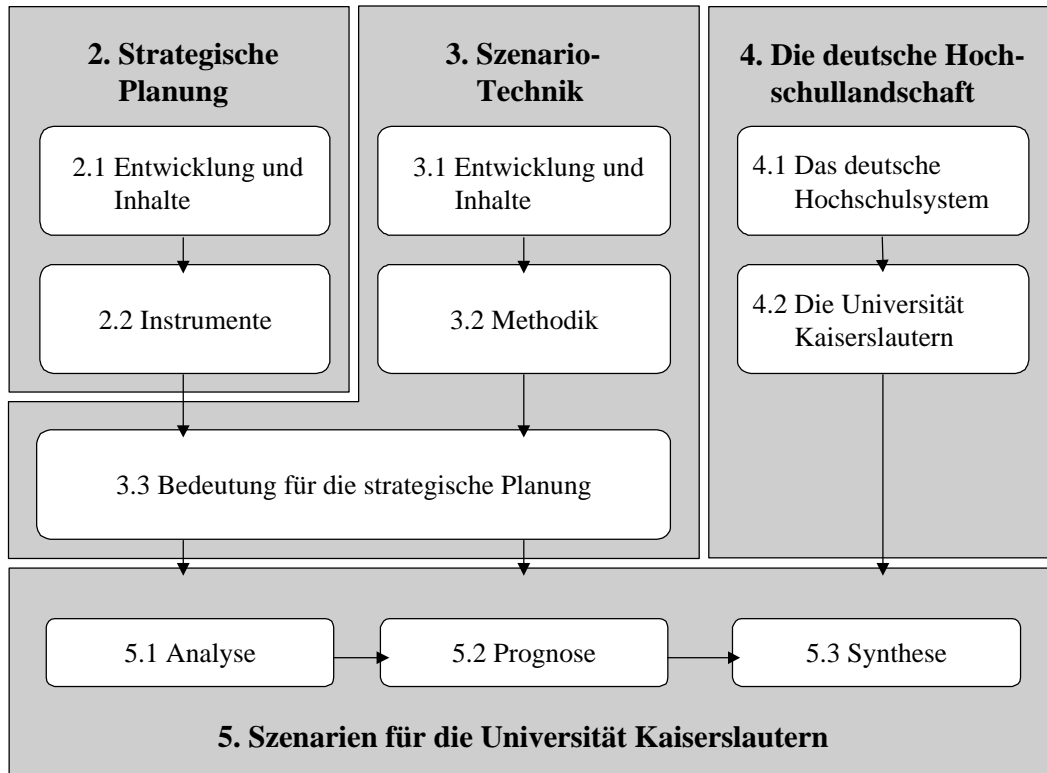 2. Strategische
Planung
2.1 Entwicklung und
Inhalte
2.2 Instrumente
3. Szenario-
Technik
3.1 Entwicklung und
Inhalte
3.2 Methodik
3.3 Bedeutung für die strategische Planung
4. Die deutsche Hoch-
schullandschaft
4.1 Das deutsche
Hochschulsystem
4.2 Die Universität
Kaiserslautern
5.1 Analyse
5.2 Prognose
5.3 Synthese
5. Szenarien für die Universität Kaiserslautern